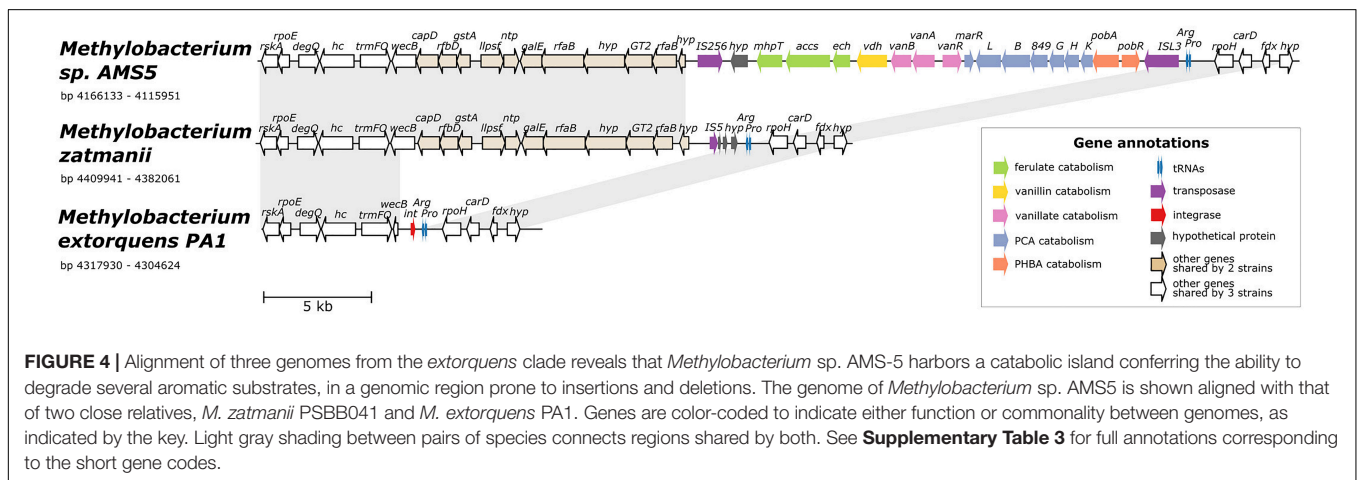 Methylobacterium
sp. AMS5
bp 4166133 - 4115951
rskA rpoE degQ hc trmFO wecB capD rfbD gstA llpsf ntp galE rfaB hyp GT2 rfaB hyp IS256 hyp mhpT accs ech vdh vanB vanA vanR marR L B 849 G H K pobA pobR ISL3 Arg Pro rpoH carD fdx hyp
Methylobacterium
zatmanii
bp 4409941 - 4382061
rskA rpoE degQ hc trmFO wecB capD rfbD gstA llpsf ntp galE rfaB hyp GT2 rfaB hyp IS5 hyp Arg Pro rpoH carD fdx hyp
Methylobacterium
extorquens PA1
bp 4317930 - 4304624
rskA rpoE degQ hc trmFO wecB int Arg Pro rpoH carD fdx hyp
5 kb
Gene annotations
ferulate catabolism
vanillin catabolism
vanillate catabolism
PCA catabolism
PHBA catabolism
tRNAs
transposase
integrase
hypothetical protein
other genes
shared by 2 strains
other genes
shared by 3 strains
FIGURE 4 | Alignment of three genomes from the extorquens clade reveals that Methylobacterium sp. AMS-5 harbors a catabolic island conferring the ability to
degrade several aromatic substrates, in a genomic region prone to insertions and deletions. The genome of Methylobacterium sp. AMS5 is shown aligned with that
of two close relatives, M. zatmanii PSBB041 and M. extorquens PA1. Genes are color-coded to indicate either function or commonality between genomes, as
indicated by the key. Light gray shading between pairs of species connects regions shared by both. See Supplementary Table 3 for full annotations corresponding
to the short gene codes.